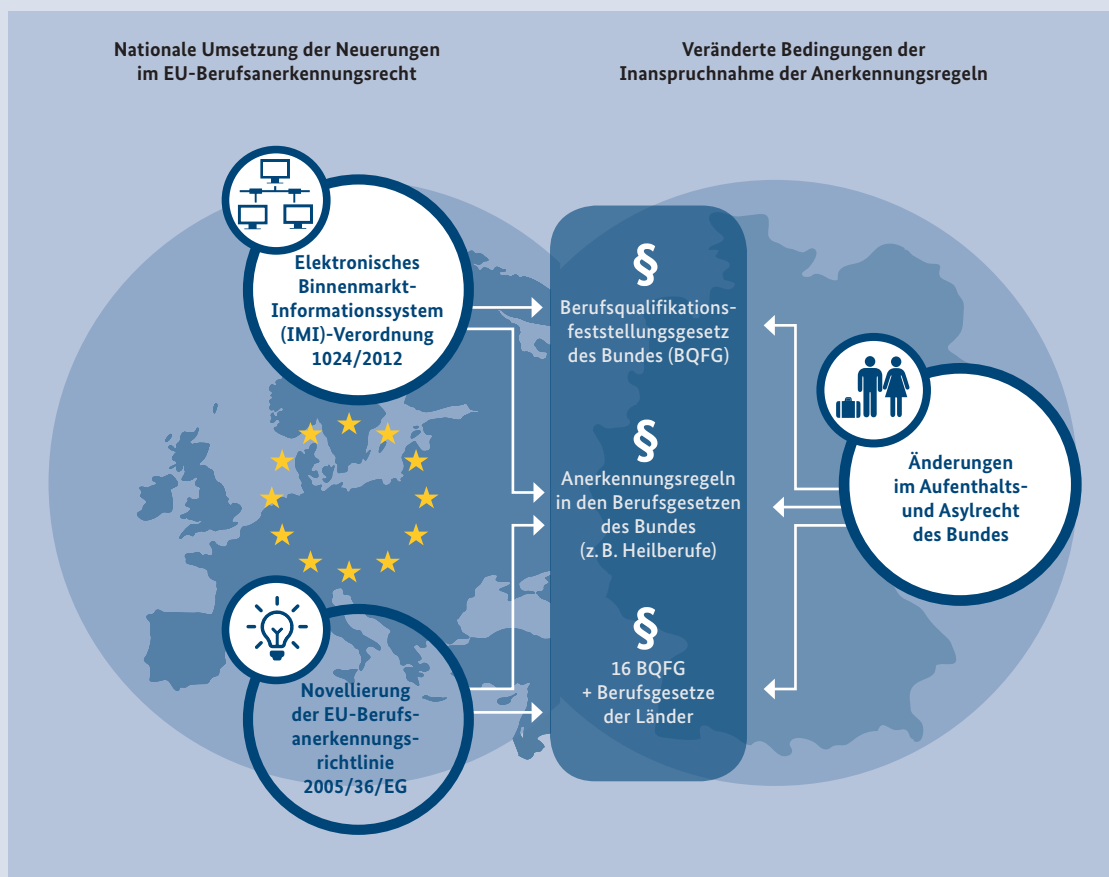 Nationale Umsetzung der Neuerungen
im EU-Berufsanerkennungsrecht
Veränderte Bedingungen der
Inanspruchnahme der Anerkennungsregeln
Elektronisches
Binnenmarkt-
Informationssystem
(IMI)-Verordnung
1024/2012
Novellierung
der EU-Berufs-
anerkennungs-
richtlinie
2005/36/EG
§
Berufsqualifikations-
feststellungsgesetz
des Bundes (BQFG)
§
Anerkennungsregeln
in den Berufsgesetzen
des Bundes
(z. B. Heilberufe)
§
16 BQFG
+ Berufsgesetze
der Länder
Änderungen
im Aufenthalts-
und Asylrecht
des Bundes